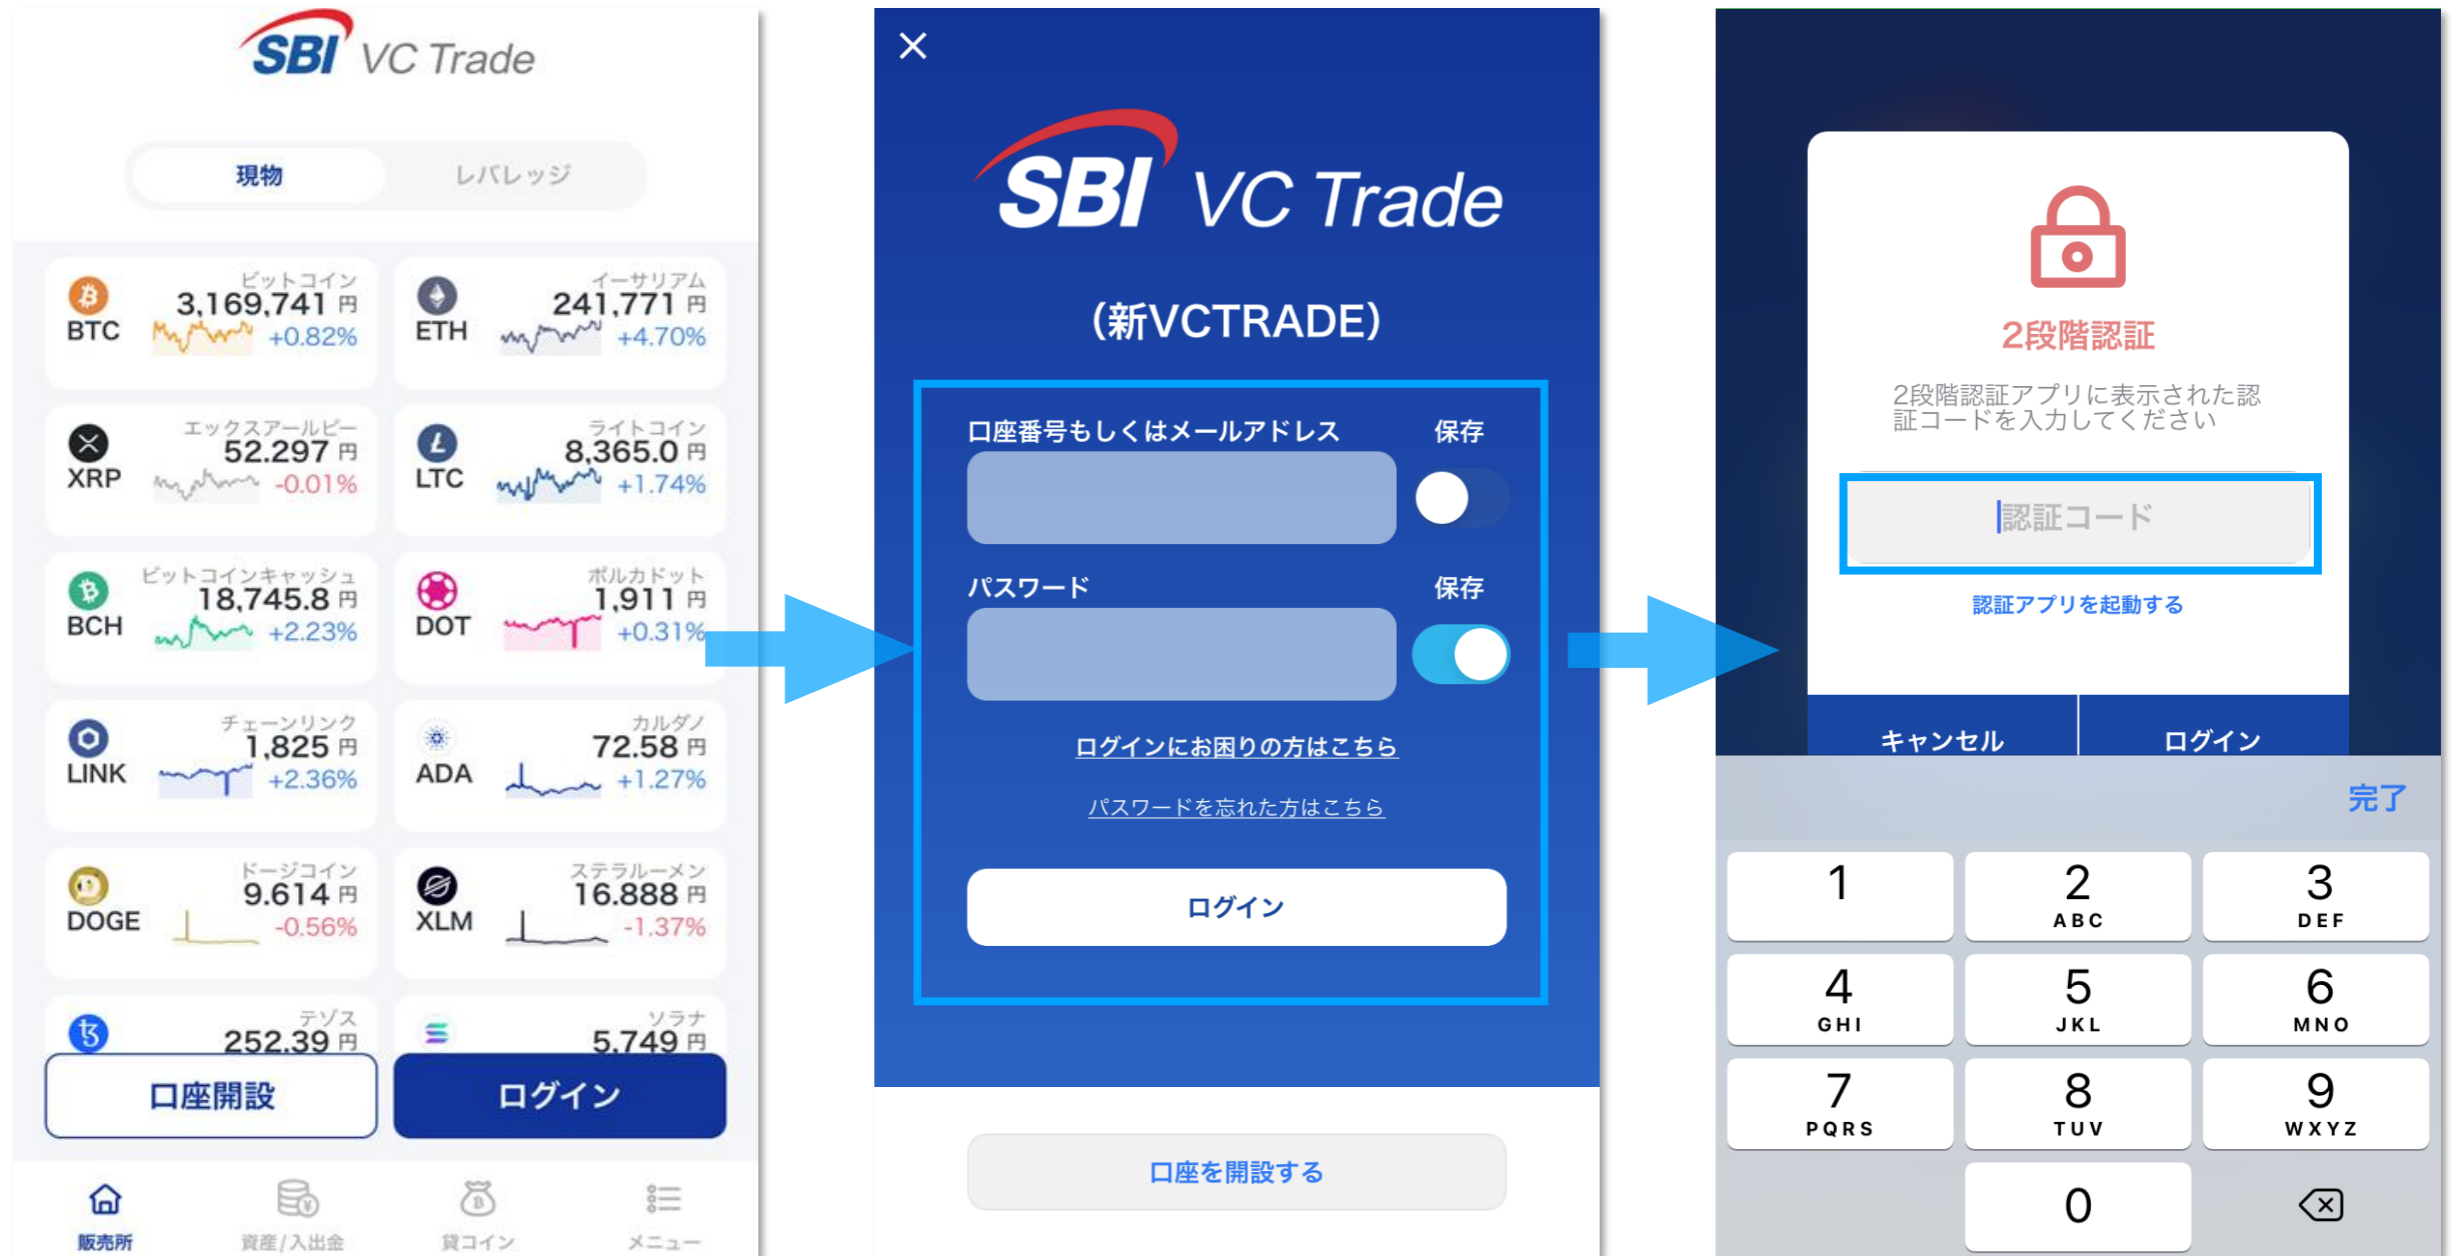 SBI VC Trade
現物
レバレッジ
ビットコイン
3,169,741 円
BTC
+0.82%
イーサリアム
241,771 円
ETH
+4.70%
エックスアールピー
52.297 円
XRP
-0.01%
ライトコイン
8,365.0 円
LTC
+1.74%
ビットコインキャッシュ
18,745.8 円
BCH
+2.23%
ポルカドット
1,911 円
DOT
+0.31%
チェーンリンク
1,825 円
LINK
+2.36%
カルダノ
72.58 円
ADA
+1.27%
ドージコイン
9.614 円
DOGE
-0.56%
ステラルーメン
16.888 円
XLM
-1.37%
テゾス
252.39 円
ソラナ
5,749 円
口座開設
ログイン
販売所
資産/入出金
貸コイン
メニュー
SBI VC Trade
（新VCTRADE）
口座番号もしくはメールアドレス
保存
パスワード
保存
ログインにお困りの方はこちら
パスワードを忘れた方はこちら
ログイン
口座を開設する
2段階認証
2段階認証アプリに表示された認
証コードを入力してください
認証コード
認証アプリを起動する
キャンセル
ログイン
完了
1
2
ABC
3
DEF
4
GHI
5
JKL
6
MNO
7
PQRS
8
TUV
9
WXYZ
0